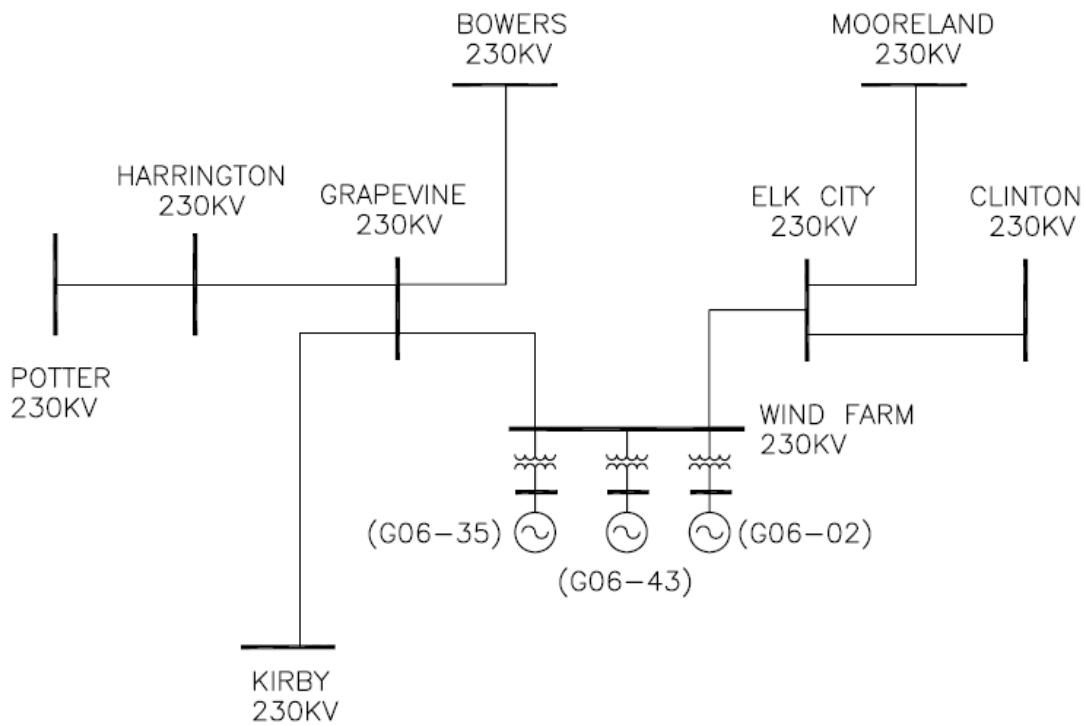 BOWERS
230KV
MOORELAND
230KV
HARRINGTON
230KV
GRAPEVINE
230KV
ELK CITY
230KV
CLINTON
230KV
POTTER
230KV
WIND FARM
230KV
(G06-35)
(G06-43)
(G06-02)
KIRBY
230KV